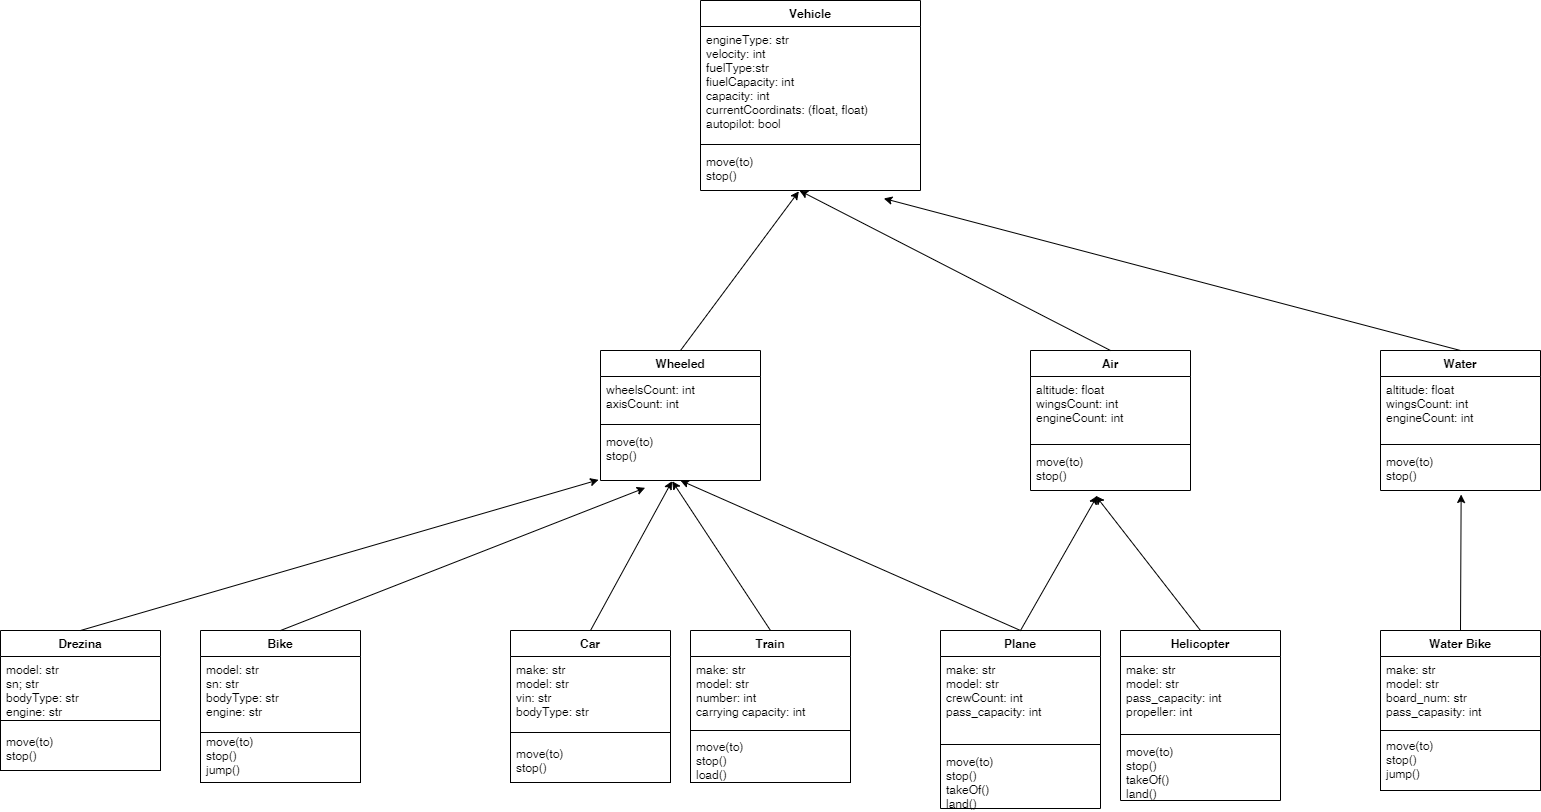 Vehicle
engineType: str
velocity: int
fuelType:str
fiuelCapacity: int
capacity: int
currentCoordinats: (float, float)
autopilot: bool
move(to)
stop()
Wheeled
wheelsCount: int
axisCount: int
move(to)
stop()
Air
altitude: float
wingsCount: int
engineCount: int
move(to)
stop()
Water
altitude: float
wingsCount: int
engineCount: int
move(to)
stop()
Drezina
model: str
sn; str
bodyType: str
engine: str
move(to)
stop()
Bike
model: str
sn: str
bodyType: str
engine: str
move(to)
stop()
jump()
Car
make: str
model: str
vin: str
bodyType: str
move(to)
stop()
Train
make: str
model: str
number: int
carrying capacity: int
move(to)
stop()
load()
Plane
make: str
model: str
crewCount: int
pass_capacity: int
move(to)
stop()
takeOf()
land()
Helicopter
make: str
model: str
pass_capacity: int
propeller: int
move(to)
stop()
takeOf()
land()
Water Bike
make: str
model: str
board_num: str
pass_capasity: int
move(to)
stop()
jump()